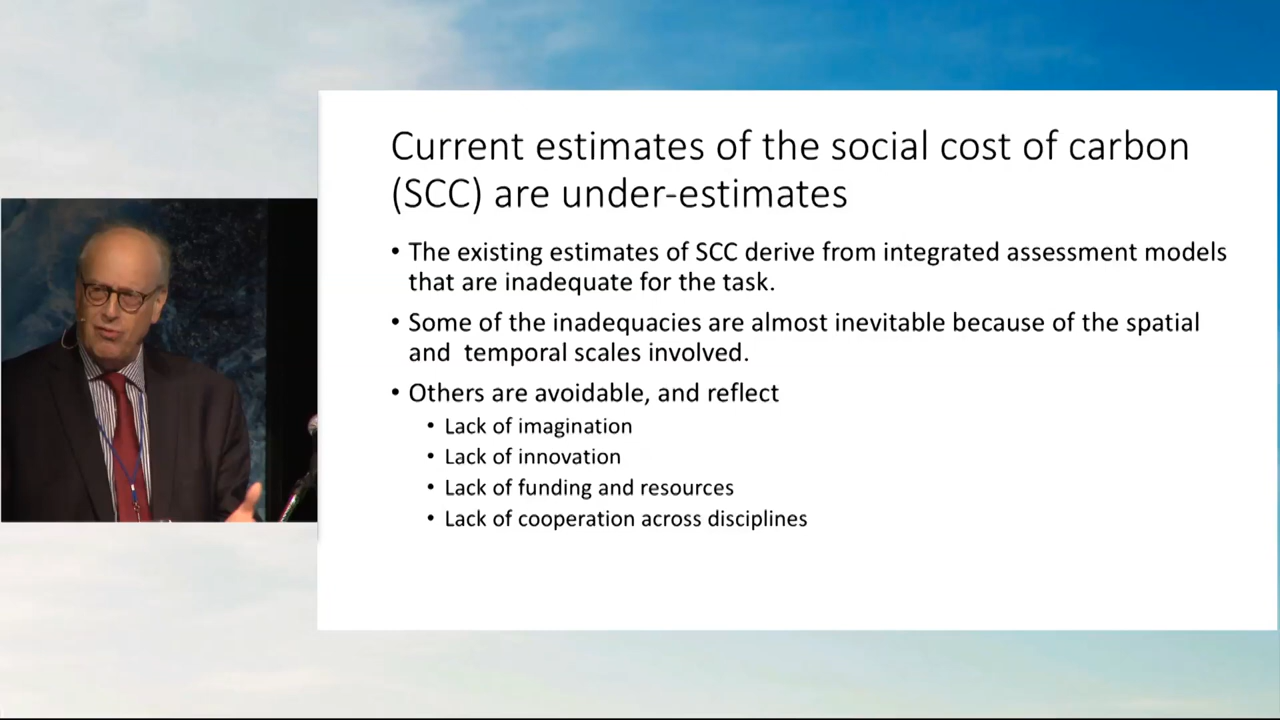 Current estimates of the social cost of carbon
(SCC) are under-estimates
• The existing estimates of SCC derive from integrated assessment models
that are inadequate for the task.
• Some of the inadequacies are almost inevitable because of the spatial
and  temporal scales involved.
• Others are avoidable, and reflect
• Lack of imagination
• Lack of innovation
• Lack of funding and resources
• Lack of cooperation across disciplines